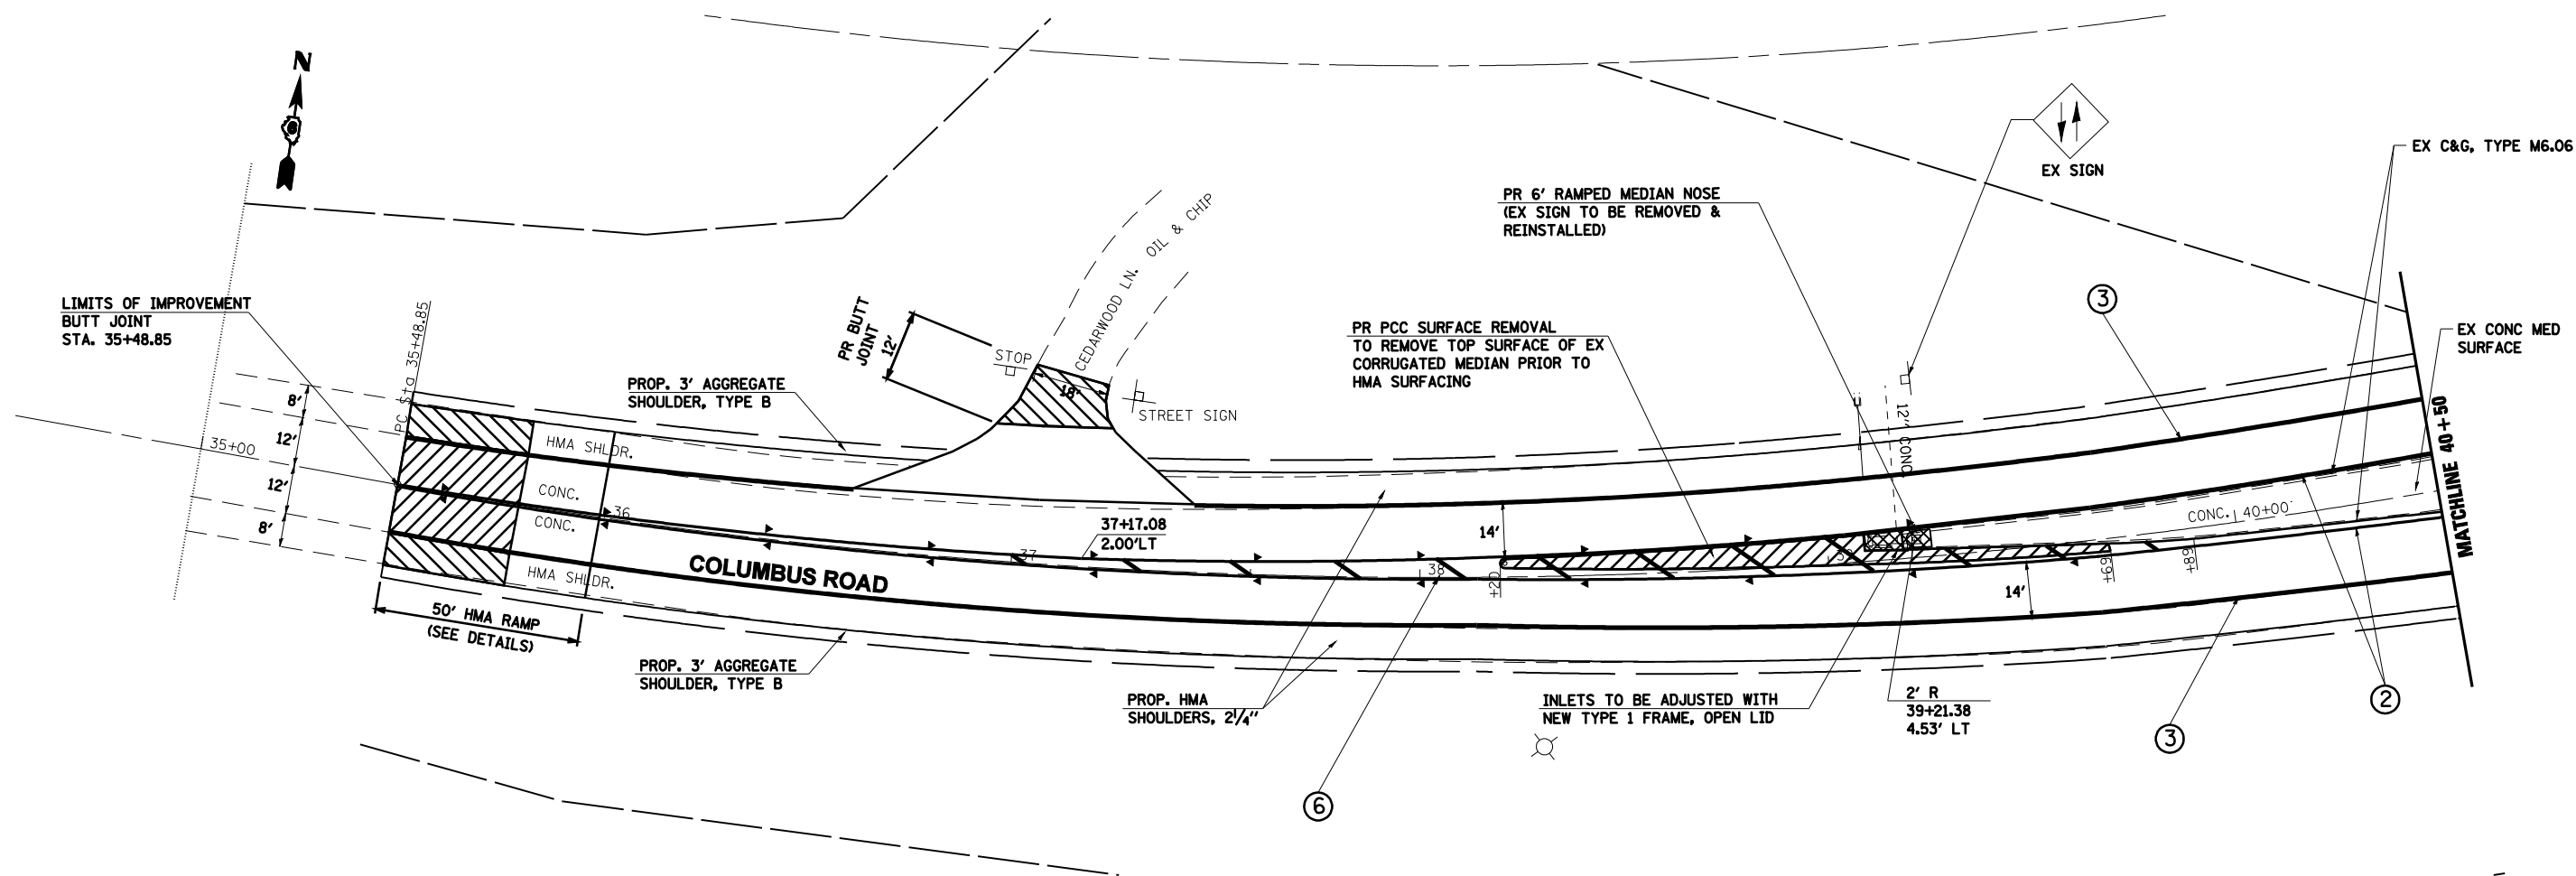 N
EX C&G, TYPE M6.06
EX SIGN
PR 6' RAMPED MEDIAN NOSE
(EX SIGN TO BE REMOVED &
REINSTALLED)
CEDARWOOD LN. OIL & CHIP
LIMITS OF IMPROVEMENT
BUTT JOINT
STA. 35+48.85
PC Sta 35+48.85
PR BUTT
JOINT
12'
STOP
18'
STREET SIGN
PR PCC SURFACE REMOVAL
TO REMOVE TOP SURFACE OF EX
CORRUGATED MEDIAN PRIOR TO
HMA SURFACING
3
EX CONC MED
SURFACE
PROP. 3' AGGREGATE
SHOULDER, TYPE B
12" CONC
MATCHLINE 40+50
8'
12'
12'
8'
35+00
HMA SHLDR.
CONC.
CONC.
HMA SHLDR.
36
37
38
39
CONC.
40+00
37+17.08
2.00'LT
14'
14'
+20
+69
+89
COLUMBUS ROAD
50' HMA RAMP
(SEE DETAILS)
PROP. 3' AGGREGATE
SHOULDER, TYPE B
PROP. HMA
SHOULDERS, 2 1/4"
INLETS TO BE ADJUSTED WITH
NEW TYPE 1 FRAME, OPEN LID
2' R
39+21.38
4.53' LT
2
3
6